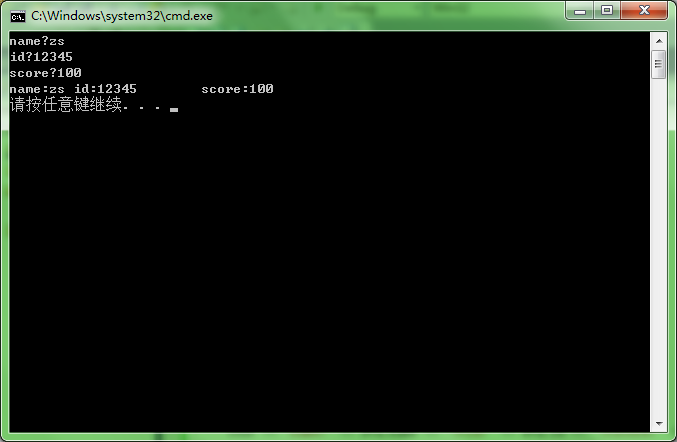 C:\Windows\system32\cmd.exe
name?zs
id?12345
score?100
name:zs id:12345        score:100
请按任意键继续. . .